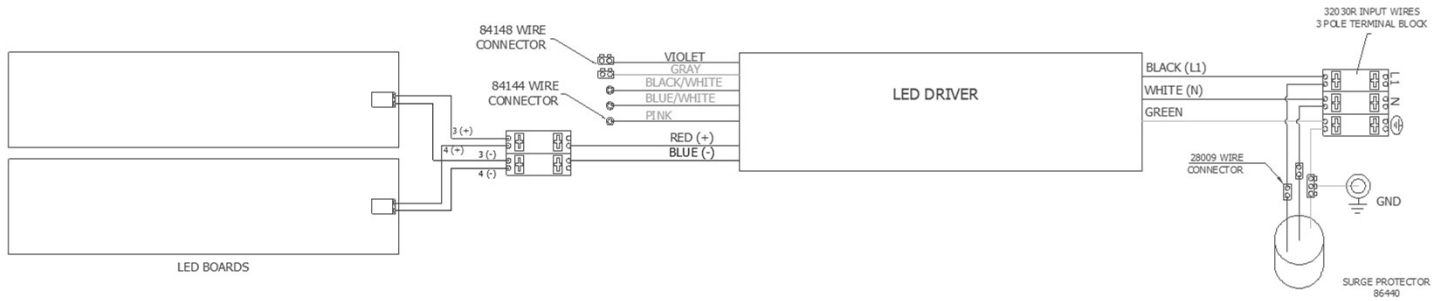 32030R INPUT WIRES
3 POLE TERMINAL BLOCK
84148 WIRE
CONNECTOR
VIOLET
GRAY
BLACK/WHITE
BLUE/WHITE
PINK
84144 WIRE
CONNECTOR
LED DRIVER
BLACK (L1)
WHITE (N)
GREEN
L1
N
3 (+)
4 (+)
3 (-)
4 (-)
RED (+)
BLUE (-)
28009 WIRE
CONNECTOR
GND
LED BOARDS
SURGE PROTECTOR
86440